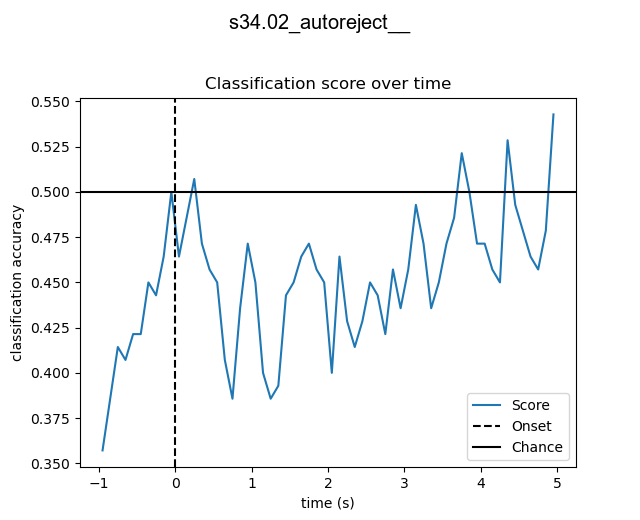 s34.02_autoreject__
Classification score over time
classification accuracy
0.550
0.525
0.500
0.475
0.450
0.425
0.400
0.375
0.350
Score
Onset
Chance
−1
0
1
2
3
4
5
time (s)